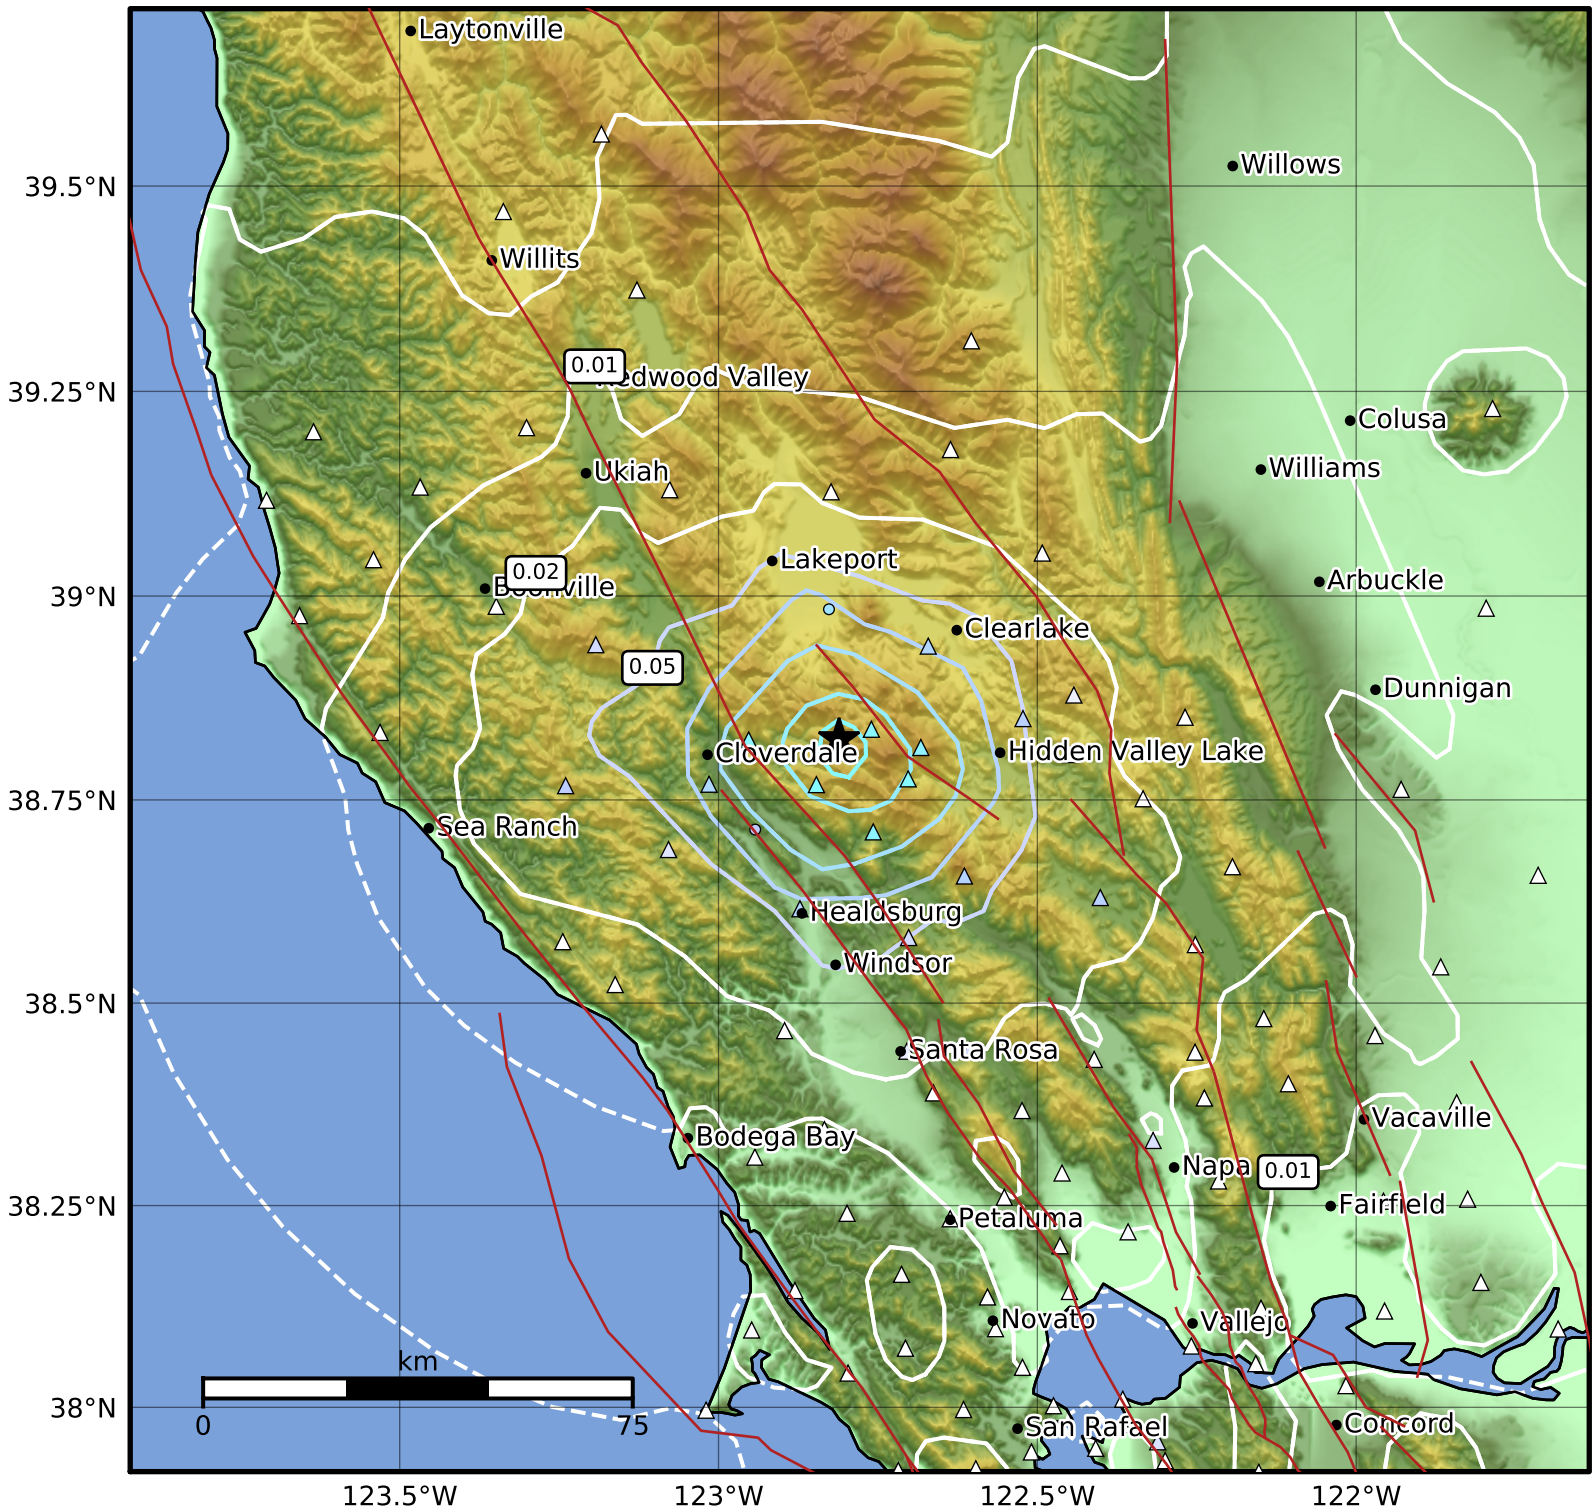 Laytonville
Willows
39.5°N
Willits
0.01
Redwood Valley
39.25°N
Colusa
Williams
Ukiah
Lakeport
0.02
Boonville
Arbuckle
39°N
Clearlake
0.05
Dunnigan
Cloverdale
Hidden Valley Lake
38.75°N
Sea Ranch
Healdsburg
Windsor
38.5°N
Santa Rosa
Vacaville
Bodega Bay
Napa
0.01
38.25°N
Fairfield
Petaluma
Novato
Vallejo
km
0
75
38°N
San Rafael
Concord
123.5°W
123°W
122.5°W
122°W